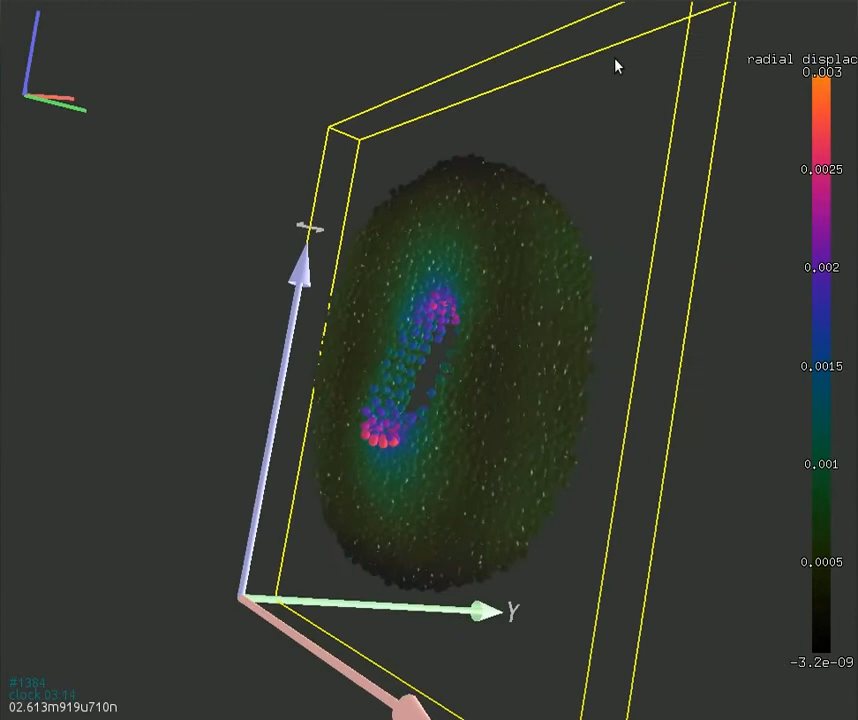 radial displac
0.003
0.0025
0.002
0.0015
0.001
0.0005
-3.2e-09
Y
#1384
clock 03.14
02.613m919u710n